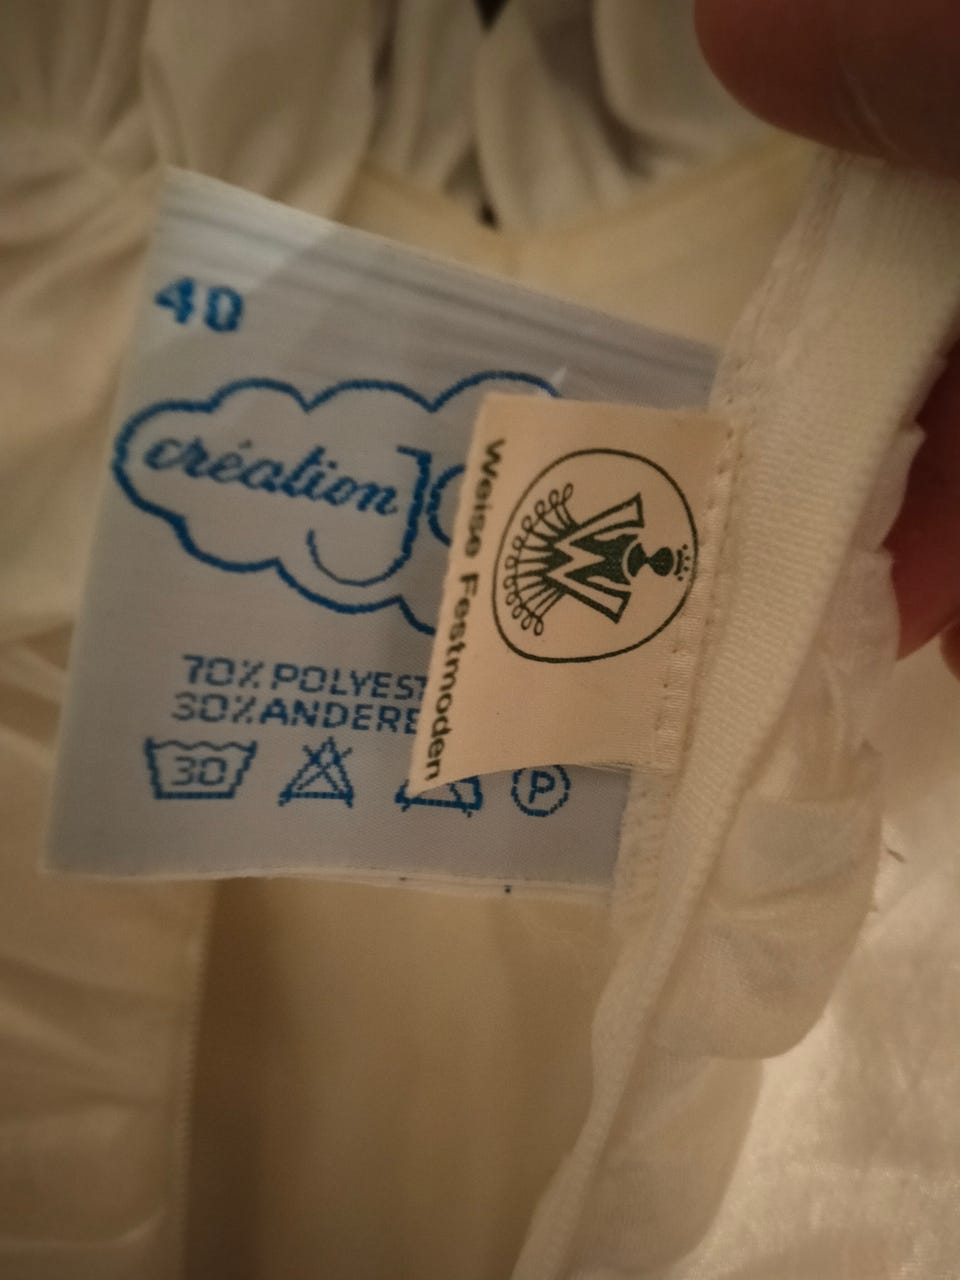 40
création
70% POLYEST
30% ANDERE
30
P
Weise Festmoden
W